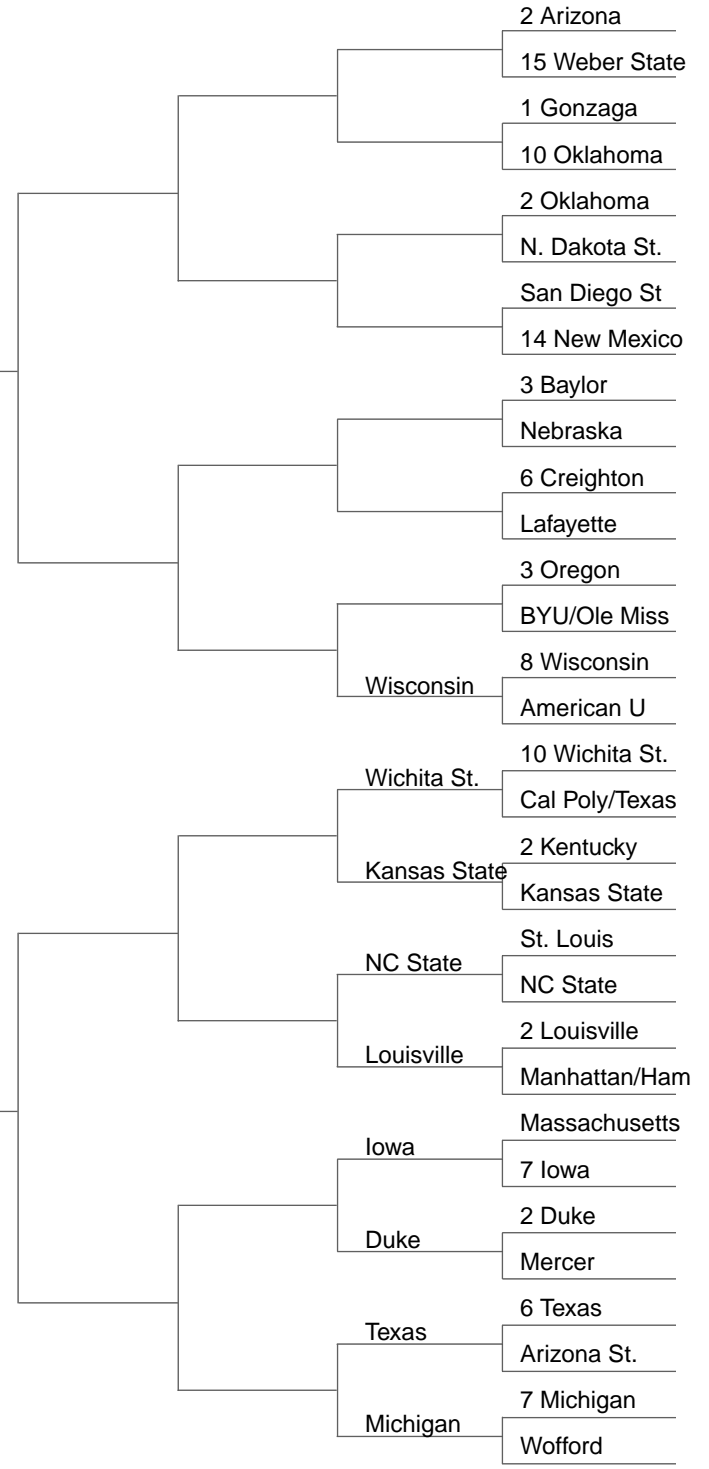 2 Arizona
15 Weber State
1 Gonzaga
10 Oklahoma
2 Oklahoma
N. Dakota St.
San Diego St
14 New Mexico
3 Baylor
Nebraska
6 Creighton
Lafayette
3 Oregon
BYU/Ole Miss
8 Wisconsin
Wisconsin
American U
10 Wichita St.
Wichita St.
Cal Poly/Texas
2 Kentucky
Kansas State
Kansas State
St. Louis
NC State
NC State
2 Louisville
Louisville
Manhattan/Ham
Massachusetts
Iowa
7 Iowa
2 Duke
Duke
Mercer
6 Texas
Texas
Arizona St.
7 Michigan
Michigan
Wofford